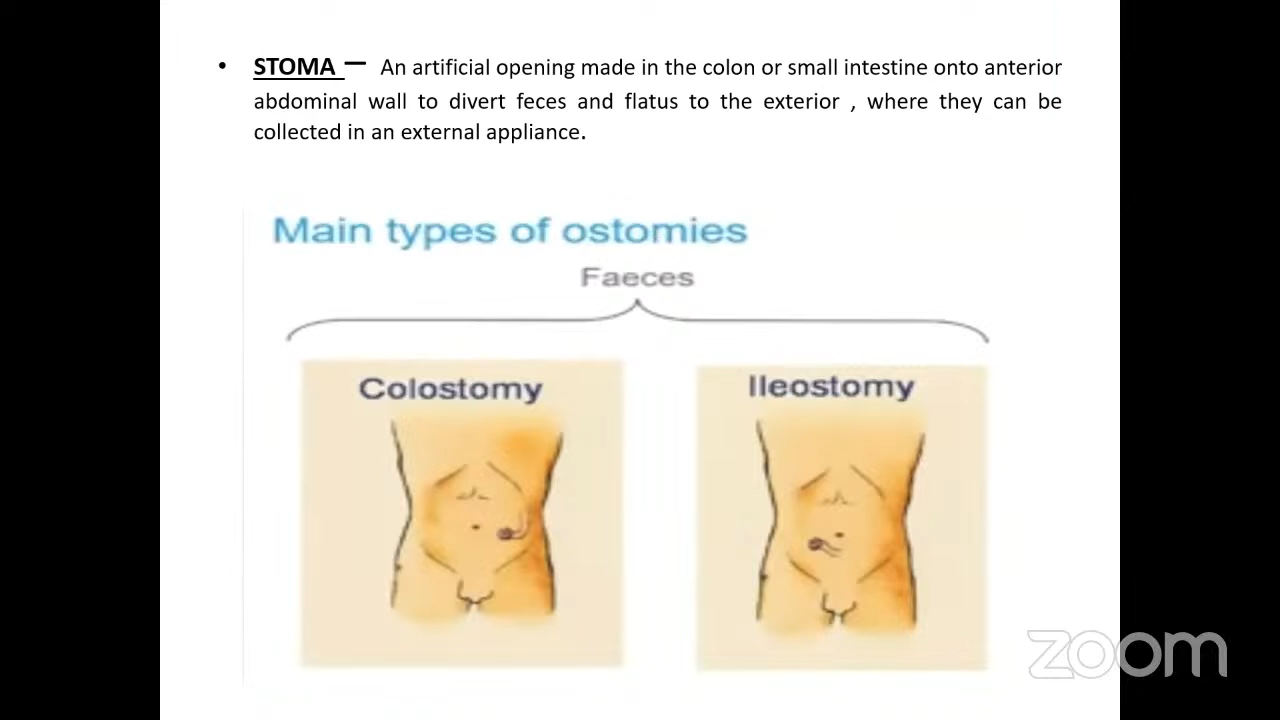 • STOMA – An artificial opening made in the colon or small intestine onto anterior
abdominal wall to divert feces and flatus to the exterior , where they can be
collected in an external appliance.
Main types of ostomies
Faeces
Colostomy
Ileostomy
zoom